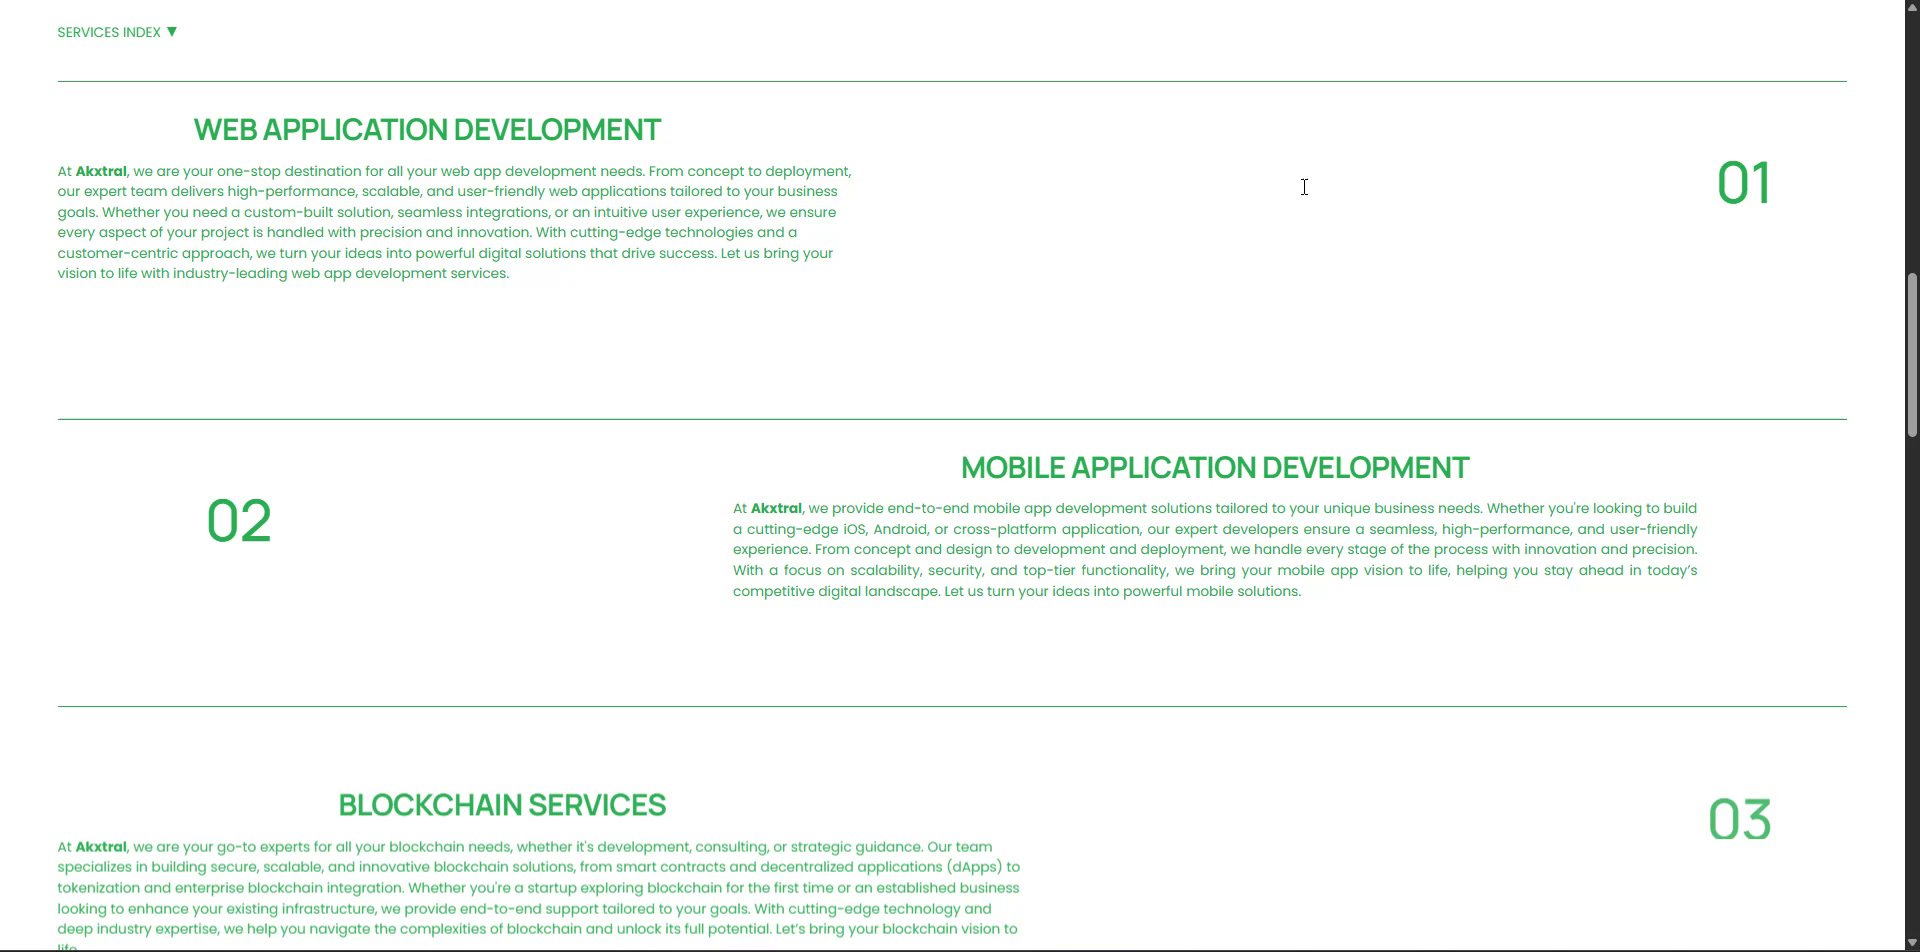 SERVICES INDEX ▼
WEB APPLICATION DEVELOPMENT
At Akxtral, we are your one-stop destination for all your web app development needs. From concept to deployment,
our expert team delivers high-performance, scalable, and user-friendly web applications tailored to your business
goals. Whether you need a custom-built solution, seamless integrations, or an intuitive user experience, we ensure
every aspect of your project is handled with precision and innovation. With cutting-edge technologies and a
customer-centric approach, we turn your ideas into powerful digital solutions that drive success. Let us bring your
vision to life with industry-leading web app development services.
01
02
MOBILE APPLICATION DEVELOPMENT
At Akxtral, we provide end-to-end mobile app development solutions tailored to your unique business needs. Whether you're looking to build
a cutting-edge iOS, Android, or cross-platform application, our expert developers ensure a seamless, high-performance, and user-friendly
experience. From concept and design to development and deployment, we handle every stage of the process with innovation and precision.
With a focus on scalability, security, and top-tier functionality, we bring your mobile app vision to life, helping you stay ahead in today’s
competitive digital landscape. Let us turn your ideas into powerful mobile solutions.
BLOCKCHAIN SERVICES
At Akxtral, we are your go-to experts for all your blockchain needs, whether it's development, consulting, or strategic guidance. Our team
specializes in building secure, scalable, and innovative blockchain solutions, from smart contracts and decentralized applications (dApps) to
tokenization and enterprise blockchain integration. Whether you're a startup exploring blockchain for the first time or an established business
looking to enhance your existing infrastructure, we provide end-to-end support tailored to your goals. With cutting-edge technology and
deep industry expertise, we help you navigate the complexities of blockchain and unlock its full potential. Let’s bring your blockchain vision to
life.
03